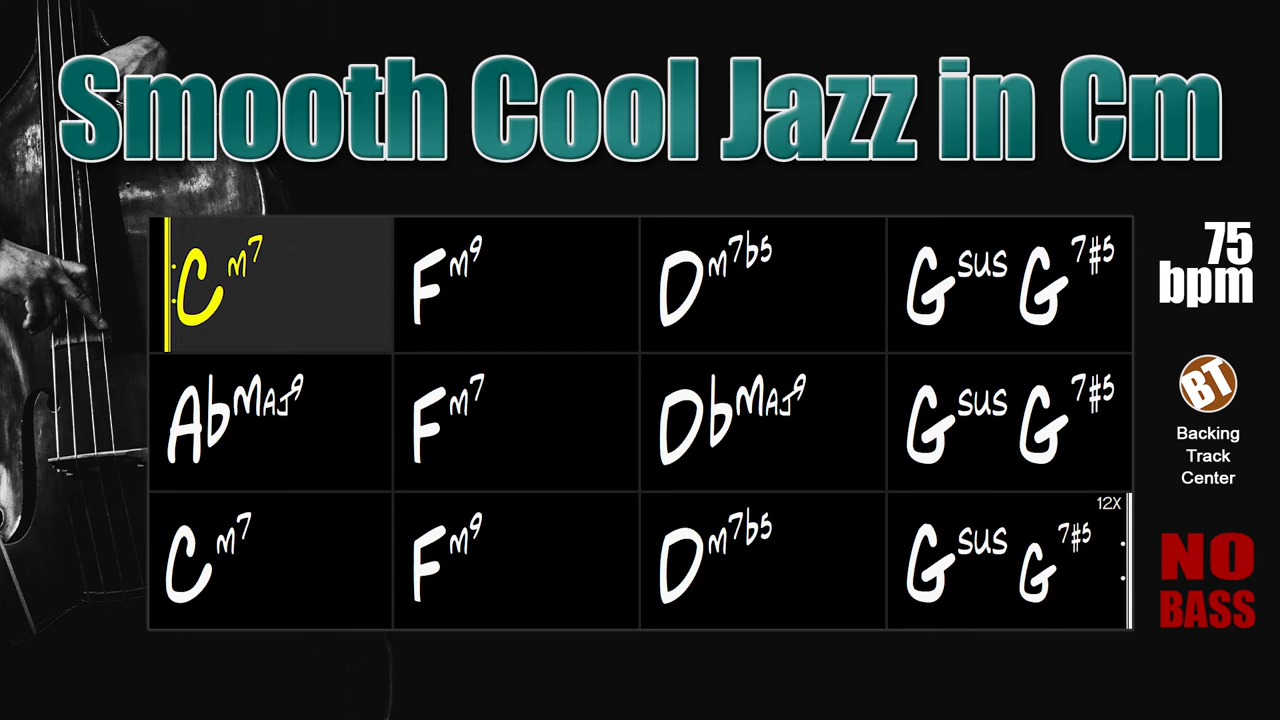 Smooth Cool Jazz in Cm
Cm7 Fm9 Dm7b5 Gsus G7#5
AbMAJ9 Fm7 DbMAJ9 Gsus G7#5
Cm7 Fm9 Dm7b5 Gsus G7#5
12X
75
bpm
BT
Backing
Track
Center
NO
BASS